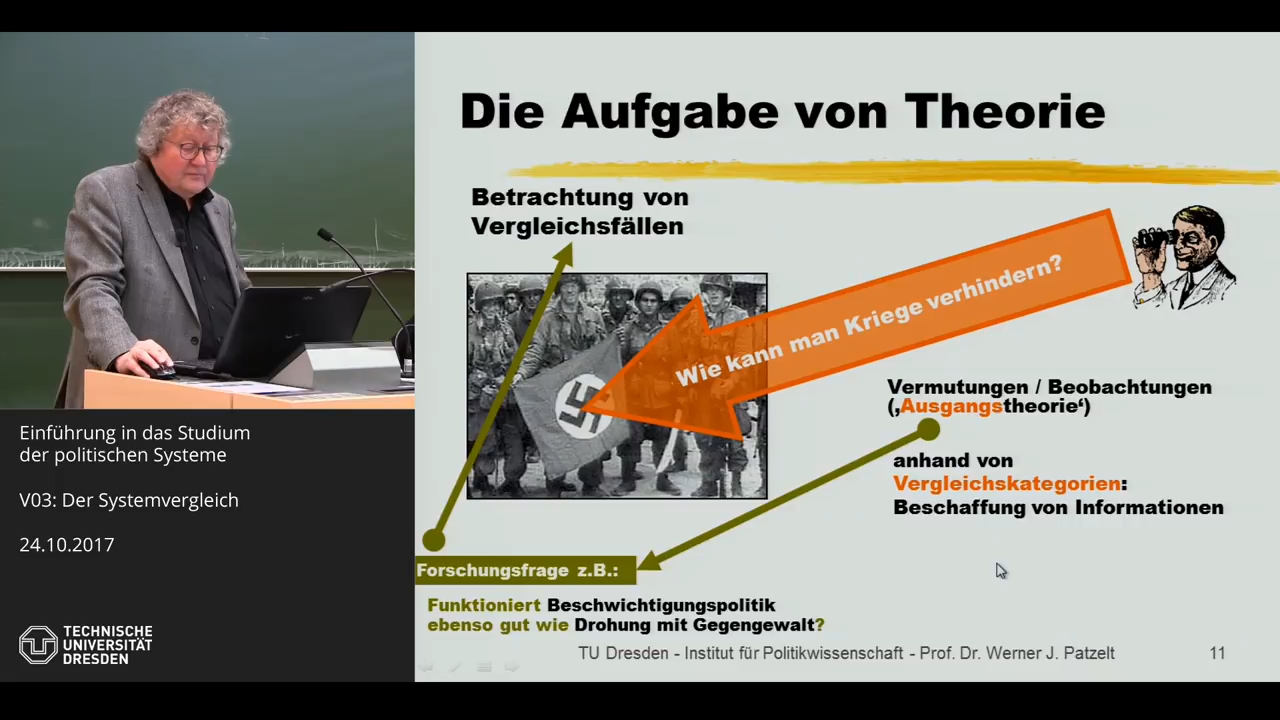 Die Aufgabe von Theorie
Betrachtung von
Vergleichsfällen
Wie kann man Kriege verhindern?
Vermutungen / Beobachtungen
(‚Ausgangstheorie‘)
anhand von
Vergleichskategorien:
Beschaffung von Informationen
Forschungsfrage z.B.:
Funktioniert Beschwichtigungspolitik
ebenso gut wie Drohung mit Gegengewalt?
TU Dresden - Institut für Politikwissenschaft - Prof. Dr. Werner J. Patzelt
11
Einführung in das Studium
der politischen Systeme
V03: Der Systemvergleich
24.10.2017
TECHNISCHE
UNIVERSITÄT
DRESDEN